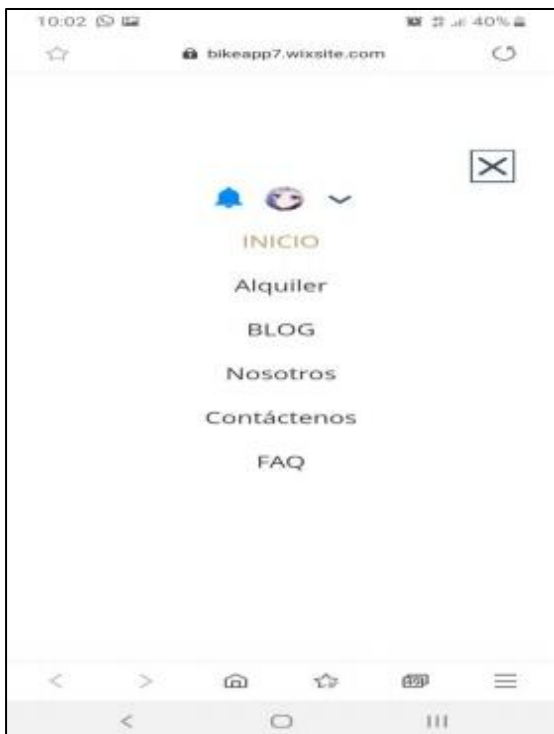 10:02 40%
bikeapp7.wixsite.com
INICIO
Alquiler
BLOG
Nosotros
Contáctenos
FAQ